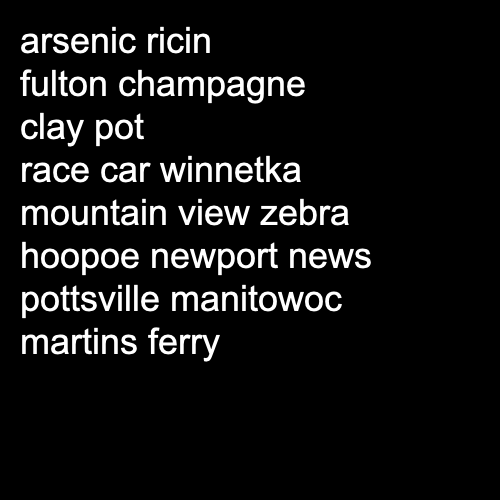 arsenic ricin
fulton champagne
clay pot
race car winnetka
mountain view zebra
hoopoe newport news
pottsville manitowoc
martins ferry